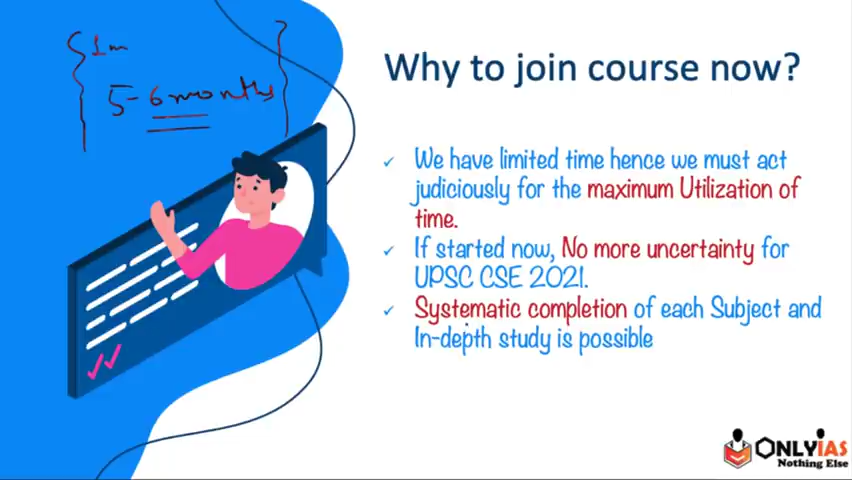 1m
5-6 months
Why to join course now?
We have limited time hence we must act
judiciously for the maximum Utilization of
time.
If started now, No more uncertainty for
UPSC CSE 2021.
Systematic completion of each Subject and
In-depth study is possible
ONLYIAS
Nothing Else